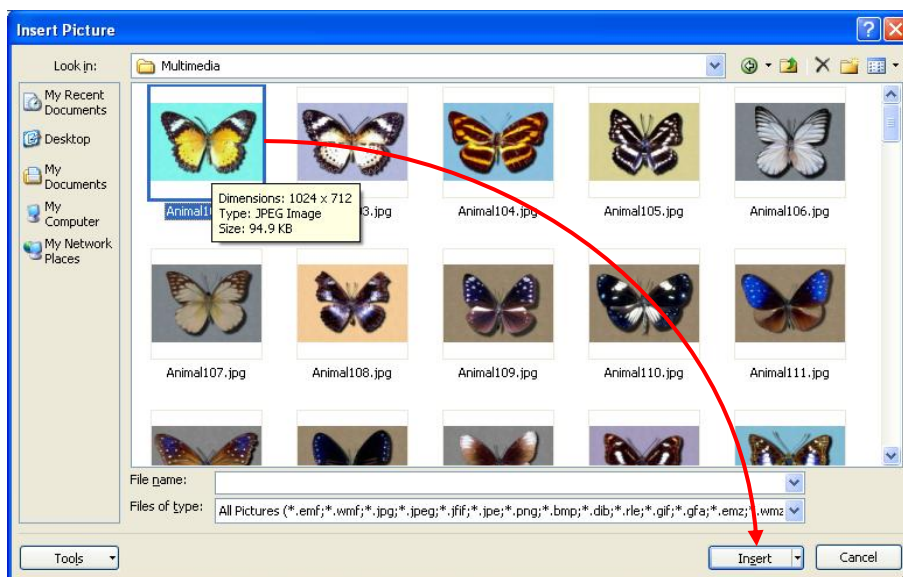 Insert Picture
Look in:
Multimedia
My Recent
Documents
Desktop
My
Documents
My
Computer
My Network
Places
Dimensions: 1024 x 712
Type: JPEG Image
Size: 94.9 KB
Animal104.jpg
Animal105.jpg
Animal106.jpg
Animal107.jpg
Animal108.jpg
Animal109.jpg
Animal110.jpg
Animal111.jpg
File name:
Files of type:
All Pictures (*.emf;*.wmf;*.jpg;*.jpeg;*.jfif;*.jpe;*.png;*.bmp;*.dib;*.rle;*.gif;*.gfa;*.emz;*.wmz
Tools
Insert
Cancel